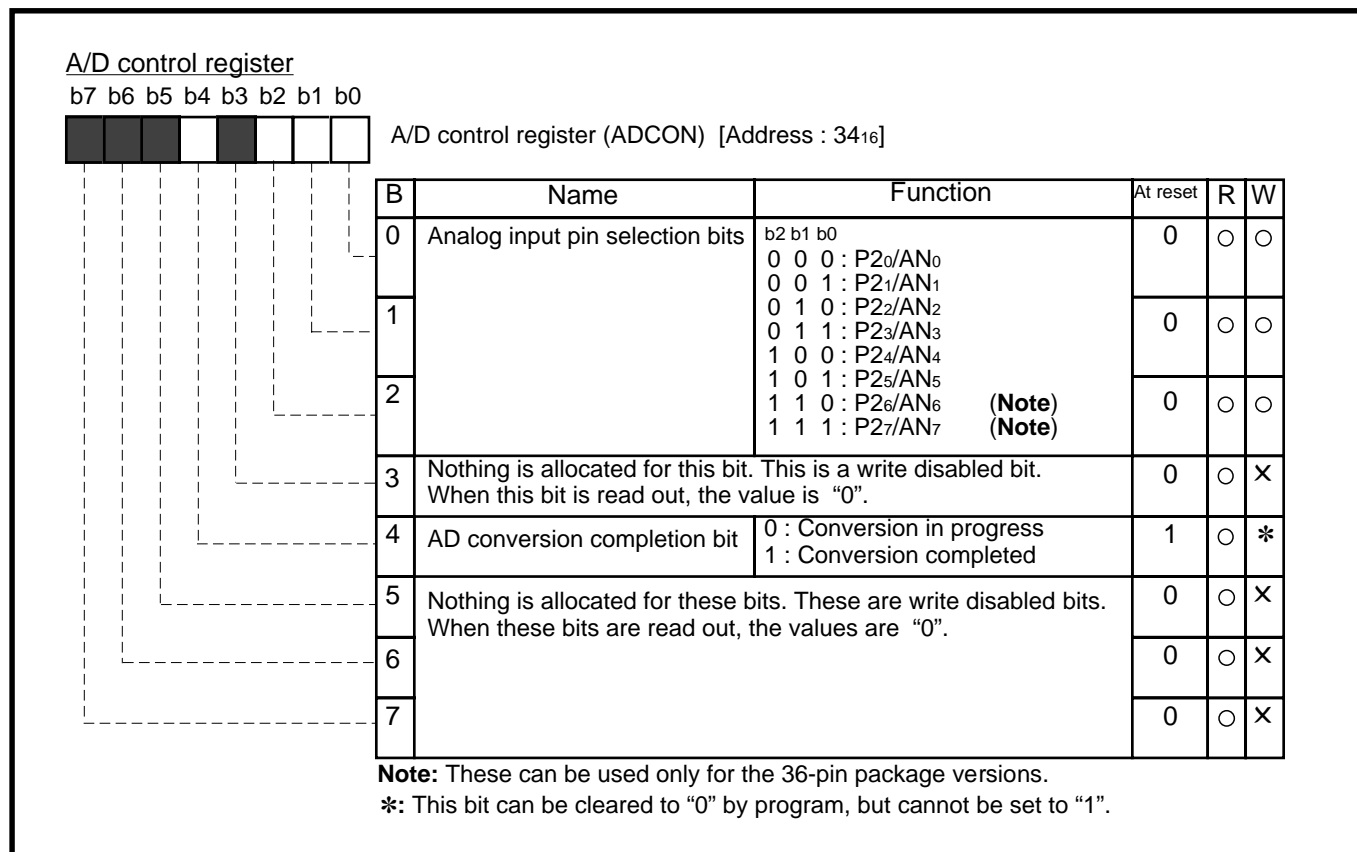 A/D control register
b7 b6 b5 b4 b3 b2 b1 b0
A/D control register (ADCON) [Address : 34₁₆]
B Name Function At reset R W
0 Analog input pin selection bits b2 b1 b0 0 ○ ○
0 0 0 : P2₀/AN₀
0 0 1 : P2₁/AN₁
0 1 0 : P2₂/AN₂
1 0 ○ ○
0 1 1 : P2₃/AN₃
1 0 0 : P2₄/AN₄
1 0 1 : P2₅/AN₅
2 0 ○ ○
1 1 0 : P2₆/AN₆ (Note)
1 1 1 : P2₇/AN₇ (Note)
3 Nothing is allocated for this bit. This is a write disabled bit. 0 ○ ×
When this bit is read out, the value is “0”.
4 AD conversion completion bit 0 : Conversion in progress 1 ○ ✻
1 : Conversion completed
5 Nothing is allocated for these bits. These are write disabled bits. 0 ○ ×
When these bits are read out, the values are “0”.
6 0 ○ ×
7 0 ○ ×
Note: These can be used only for the 36-pin package versions.
✻: This bit can be cleared to “0” by program, but cannot be set to “1”.